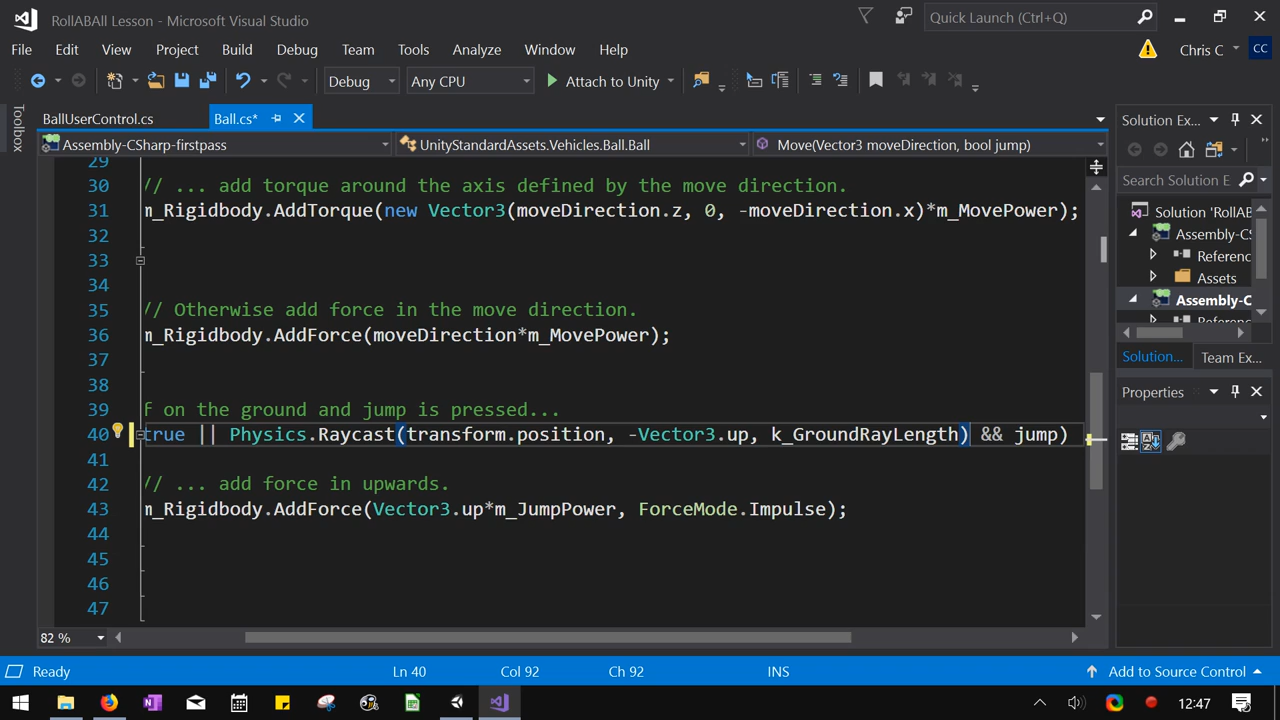 RollABAll Lesson - Microsoft Visual Studio
Quick Launch (Ctrl+Q)
File Edit View Project Build Debug Team Tools Analyze Window Help
Chris C
CC
Debug
Any CPU
Attach to Unity
Toolbox
BallUserControl.cs
Ball.cs*
Assembly-CSharp-firstpass
UnityStandardAssets.Vehicles.Ball.Ball
Move(Vector3 moveDirection, bool jump)
29
30 // ... add torque around the axis defined by the move direction.
31 m_Rigidbody.AddTorque(new Vector3(moveDirection.z, 0, -moveDirection.x)*m_MovePower);
32
33
34
35 // Otherwise add force in the move direction.
36 m_Rigidbody.AddForce(moveDirection*m_MovePower);
37
38
39 f on the ground and jump is pressed...
40 true || Physics.Raycast(transform.position, -Vector3.up, k_GroundRayLength) && jump)
41
42 // ... add force in upwards.
43 m_Rigidbody.AddForce(Vector3.up*m_JumpPower, ForceMode.Impulse);
44
45
46
47
82 %
Solution Ex...
Search Solution E
Solution 'RollAB
Assembly-CS
Referenc
Assets
Assembly-C
Solution...
Team Ex...
Properties
Ready
Ln 40
Col 92
Ch 92
INS
Add to Source Control
12:47